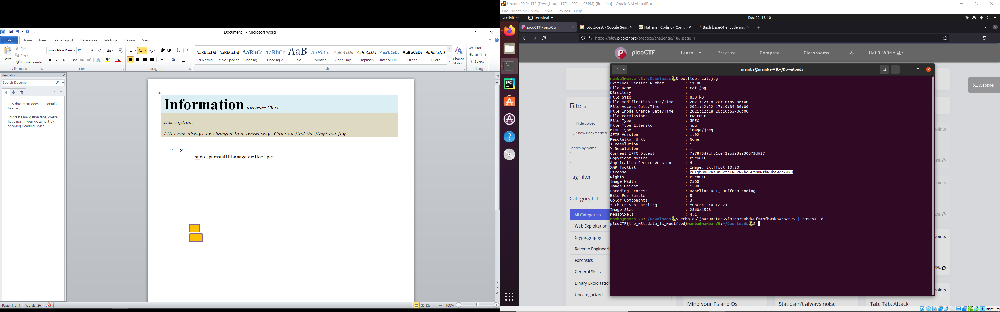 Document1 - Microsoft Word
File Home Insert Page Layout References Mailings Review View
Cut
Copy
Paste
Format Painter
Times New Rom 12
AaBbCcDd AaBbCcDd AaBbCc AaBbCc AaB AaBbCc AaBbCcDd AaBbCcDd AaBbCcDc AaBbCcDc AaBbCcDd
¶ Normal ¶ No Spacing Heading 1 Heading 2 Title Subtitle Subtle Emp... Emphasis Intense Em... Strong Quote
Change Styles
Find
Replace
Select
Clipboard Font Paragraph Styles Editing
Navigation
Search Document
This document does not contain
headings.
To create navigation tabs, create
headings in your document by
applying Heading Styles.
Information forensics 10pts
Description:
Files can always be changed in a secret way. Can you find the flag? cat.jpg
1. X
a. sudo apt install libimage-exiftool-perl
Page: 1 of 1 Words: 26
100%
Ubuntu 20.04 LTS (Fresh_Install 17Dec2021 1:25PM) [Running] - Oracle VM VirtualBox : 1
File Machine View Input Devices Help
Activities Terminal Dec 22 18:10
picoCTF - picoGym iptc digest - Google Sear Huffman Coding - Compr Bash base64 encode and
https://play.picoctf.org/practice/challenge/186?page=1
picoCTF Learn Practice Compete Classrooms Hell0_W0rld
Webshell
Filters
Hide Solved
Show Bookmarked
Search by Name
Tag Filter
Category Filter
All Categories
Web Exploitation
Cryptography
Reverse Engineeri
Forensics
General Skills
Binary Exploitation
Uncategorized
mamba@mamba-VB:~/Downloads
mamba@mamba-VB:~/Downloads🐍$ exiftool cat.jpg
ExifTool Version Number : 11.88
File Name : cat.jpg
Directory : .
File Size : 858 kB
File Modification Date/Time : 2021:12:18 20:10:49-06:00
File Access Date/Time : 2021:12:22 17:19:04-06:00
File Inode Change Date/Time : 2021:12:18 20:10:55-06:00
File Permissions : rw-rw-r--
File Type : JPEG
File Type Extension : jpg
MIME Type : image/jpeg
JFIF Version : 1.02
Resolution Unit : None
X Resolution : 1
Y Resolution : 1
Current IPTC Digest : 7a78f3d9cfb1ce42ab5a3aa30573d617
Copyright Notice : PicoCTF
Application Record Version : 4
XMP Toolkit : Image::ExifTool 10.80
License : cGljb0NURnt0aGVfbTN0YWRhdGFfMXNfbW9kaWZpZWR9
Rights : PicoCTF
Image Width : 2560
Image Height : 1598
Encoding Process : Baseline DCT, Huffman coding
Bits Per Sample : 8
Color Components : 3
Y Cb Cr Sub Sampling : YCbCr4:2:0 (2 2)
Image Size : 2560x1598
Megapixels : 4.1
mamba@mamba-VB:~/Downloads🐍$ echo cGljb0NURnt0aGVfbTN0YWRhdGFfMXNfbW9kaWZpZWR9 | base64 -d
picoCTF{the_m3tadata_1s_modified}mamba@mamba-VB:~/Downloads🐍$
points
3%
points
0%
points
9%
points
Mind your Ps and Qs Static ain't always noise Tab, Tab, Attack
Right Ctrl